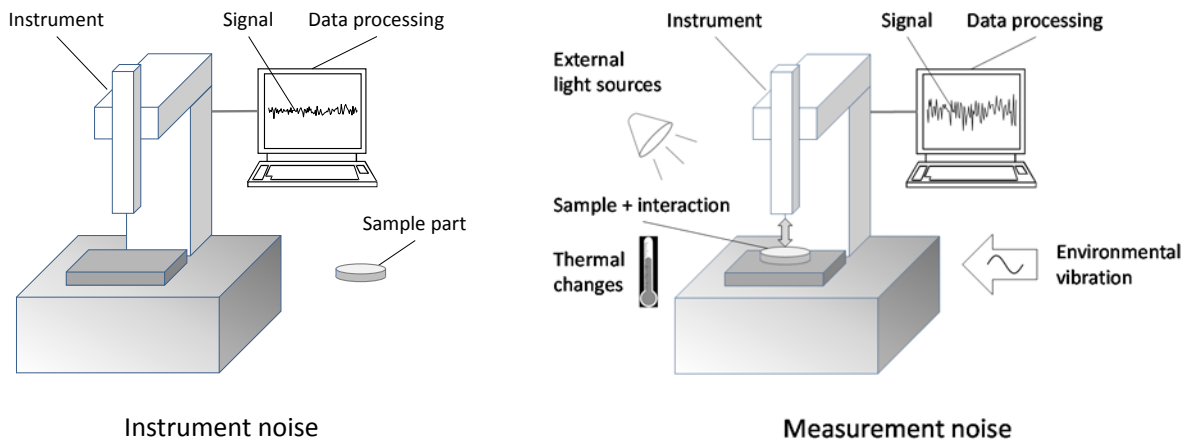 Instrument
Signal
Data processing
Sample part
Instrument noise
Instrument
Signal
Data processing
External
light sources
Sample + interaction
Thermal
changes
Environmental
vibration
Measurement noise